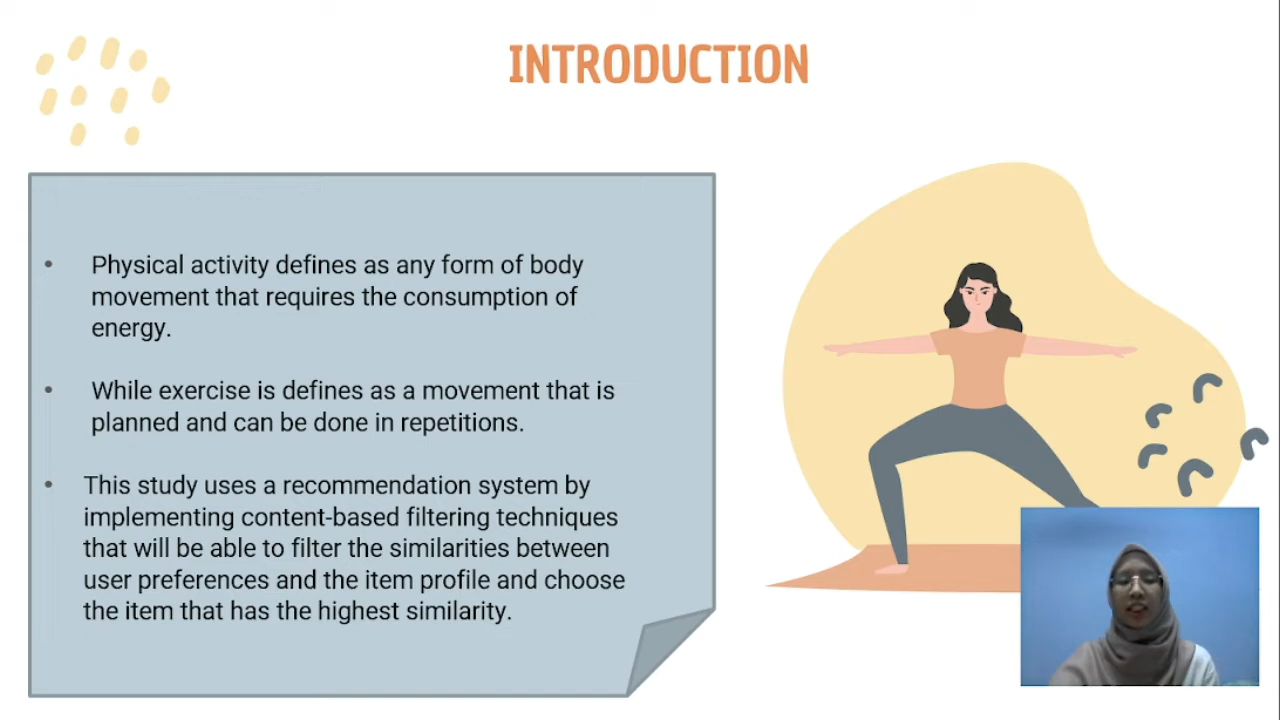 INTRODUCTION
• Physical activity defines as any form of body
movement that requires the consumption of
energy.
• While exercise is defines as a movement that is
planned and can be done in repetitions.
• This study uses a recommendation system by
implementing content-based filtering techniques
that will be able to filter the similarities between
user preferences and the item profile and choose
the item that has the highest similarity.